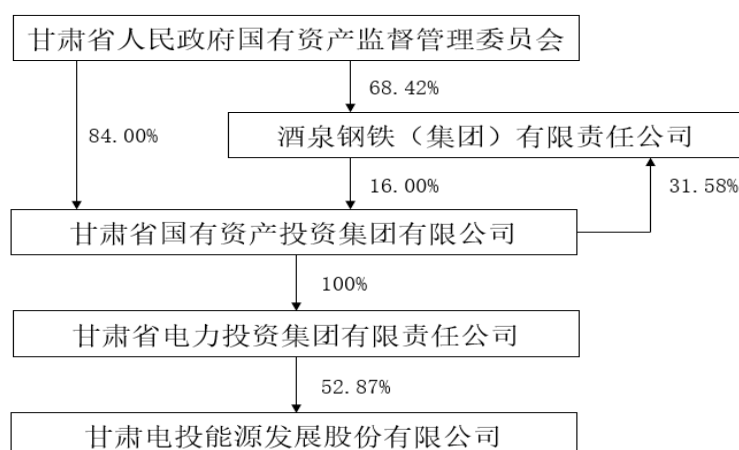 甘肃省人民政府国有资产监督管理委员会
68.42%
84.00%
酒泉钢铁（集团）有限责任公司
16.00%
31.58%
甘肃省国有资产投资集团有限公司
100%
甘肃省电力投资集团有限责任公司
52.87%
甘肃电投能源发展股份有限公司